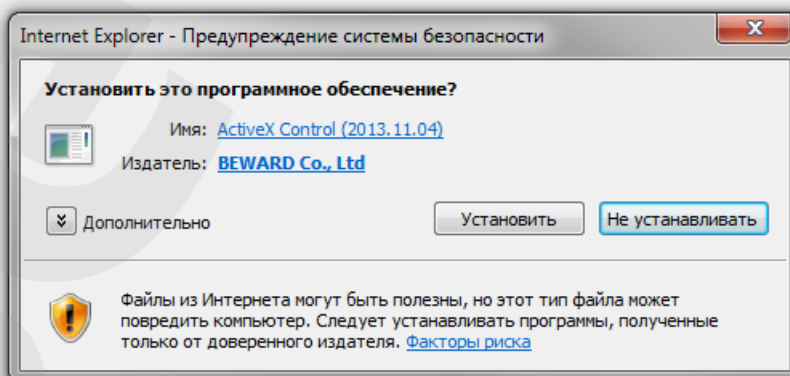 Internet Explorer - Предупреждение системы безопасности
Установить это программное обеспечение?
Имя: ActiveX Control (2013.11.04)
Издатель: BEWARD Co., Ltd
Дополнительно
Установить
Не устанавливать
Файлы из Интернета могут быть полезны, но этот тип файла может
повредить компьютер. Следует устанавливать программы, полученные
только от доверенного издателя. Факторы риска